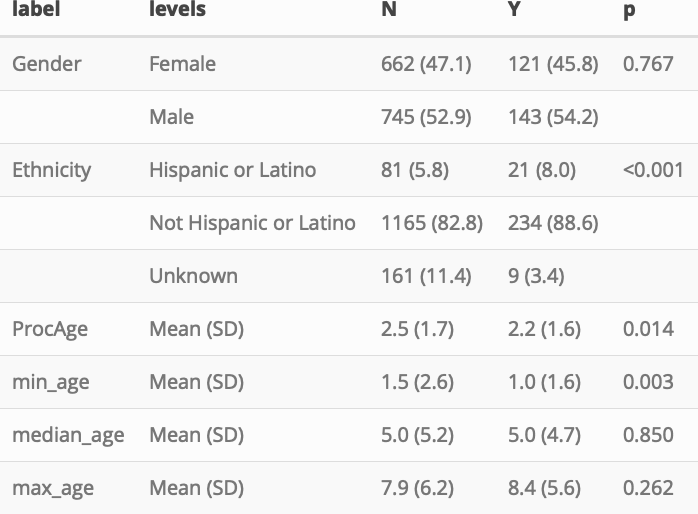 label levels N Y p
Gender Female 662 (47.1) 121 (45.8) 0.767
Male 745 (52.9) 143 (54.2)
Ethnicity Hispanic or Latino 81 (5.8) 21 (8.0) <0.001
Not Hispanic or Latino 1165 (82.8) 234 (88.6)
Unknown 161 (11.4) 9 (3.4)
ProcAge Mean (SD) 2.5 (1.7) 2.2 (1.6) 0.014
min_age Mean (SD) 1.5 (2.6) 1.0 (1.6) 0.003
median_age Mean (SD) 5.0 (5.2) 5.0 (4.7) 0.850
max_age Mean (SD) 7.9 (6.2) 8.4 (5.6) 0.262